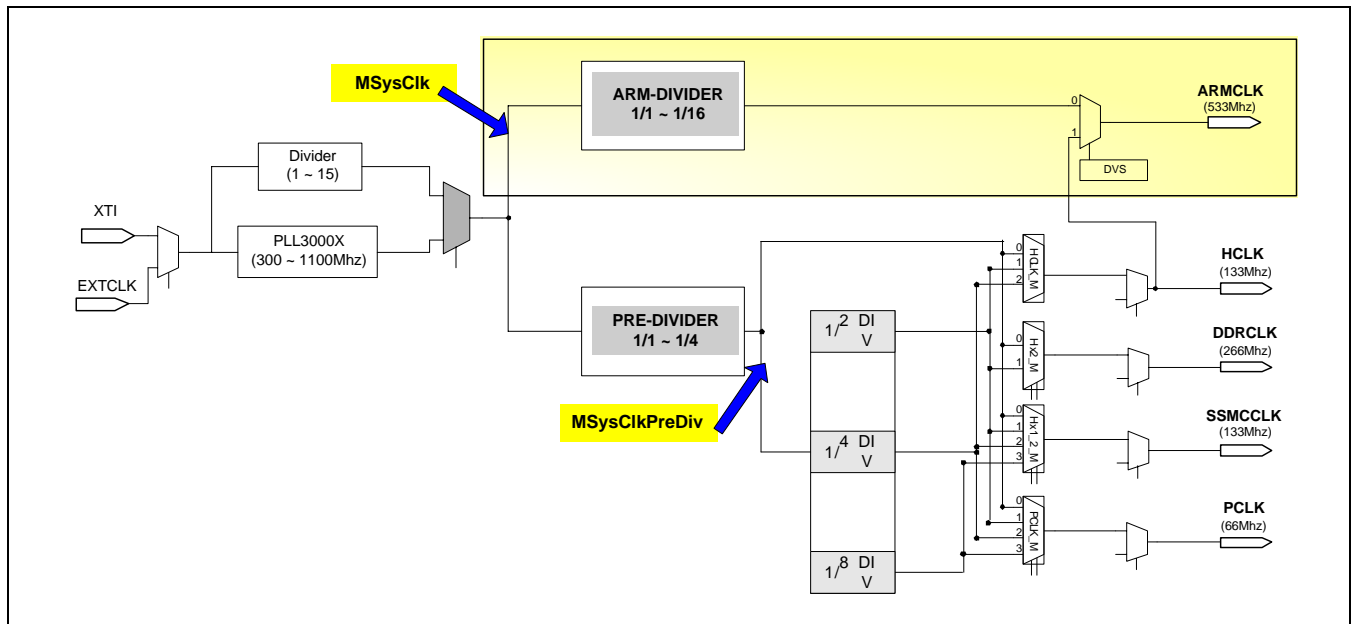 MSysClk
ARM-DIVIDER
1/1 ~ 1/16
0
1
DVS
ARMCLK
(533Mhz)
Divider
(1 ~ 15)
XTI
EXTCLK
PLL3000X
(300 ~ 1100Mhz)
PRE-DIVIDER
1/1 ~ 1/4
MSysClkPreDiv
1/2 DI
V
1/4 DI
V
1/8 DI
V
0
1
2
HCLK_M
HCLK
(133Mhz)
0
1
Hx2_M
DDRCLK
(266Mhz)
0
1
2
3
Hx1_2_M
SSMCCLK
(133Mhz)
0
1
2
3
PCLK_M
PCLK
(66Mhz)